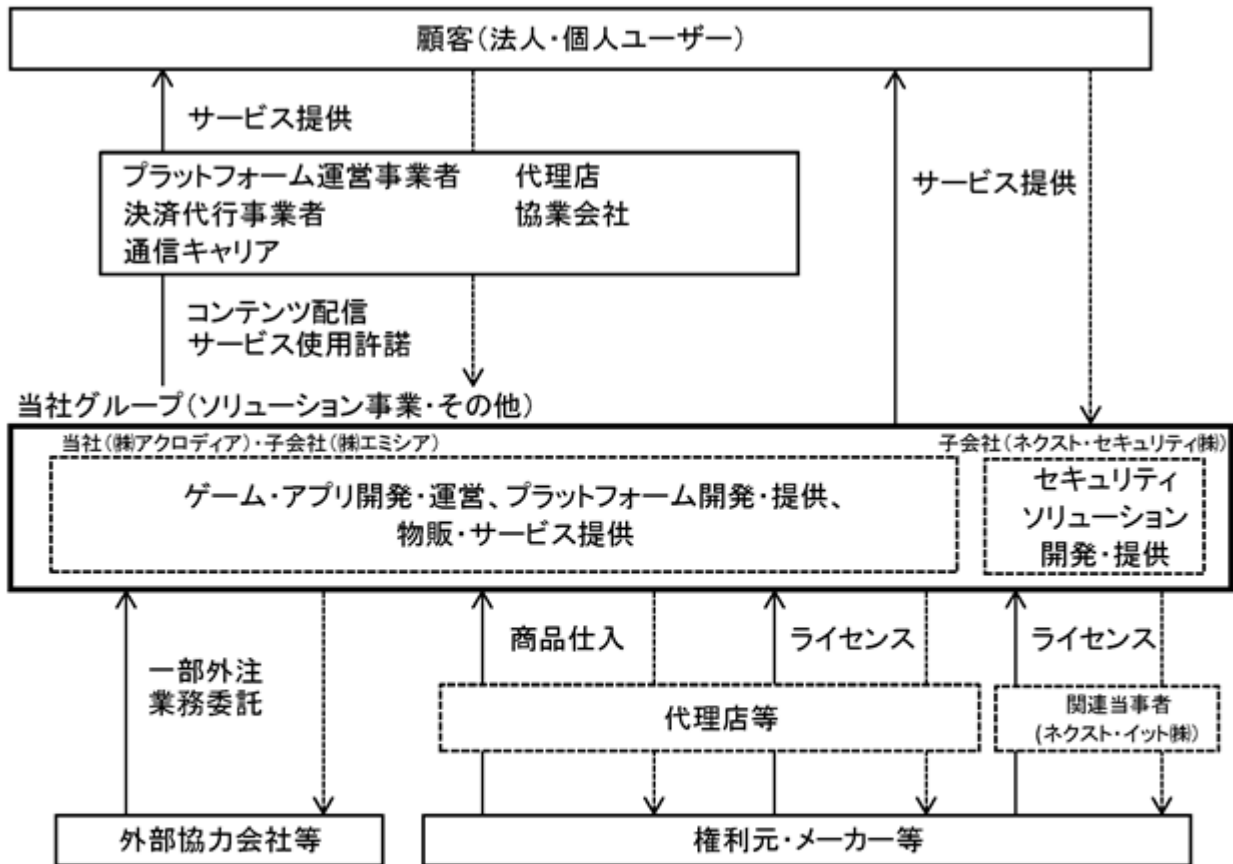 顧客(法人・個人ユーザー)
サービス提供
プラットフォーム運営事業者 代理店
決済代行事業者 協業会社
通信キャリア
サービス提供
コンテンツ配信
サービス使用許諾
当社グループ(ソリューション事業・その他)
当社(㈱アクロディア)・子会社(㈱エミシア)
子会社(ネクスト・セキュリティ㈱)
ゲーム・アプリ開発・運営、プラットフォーム開発・提供、
物販・サービス提供
セキュリティ
ソリューション
開発・提供
一部外注
業務委託
商品仕入
ライセンス
ライセンス
代理店等
関連当事者
(ネクスト・イット㈱)
外部協力会社等
権利元・メーカー等